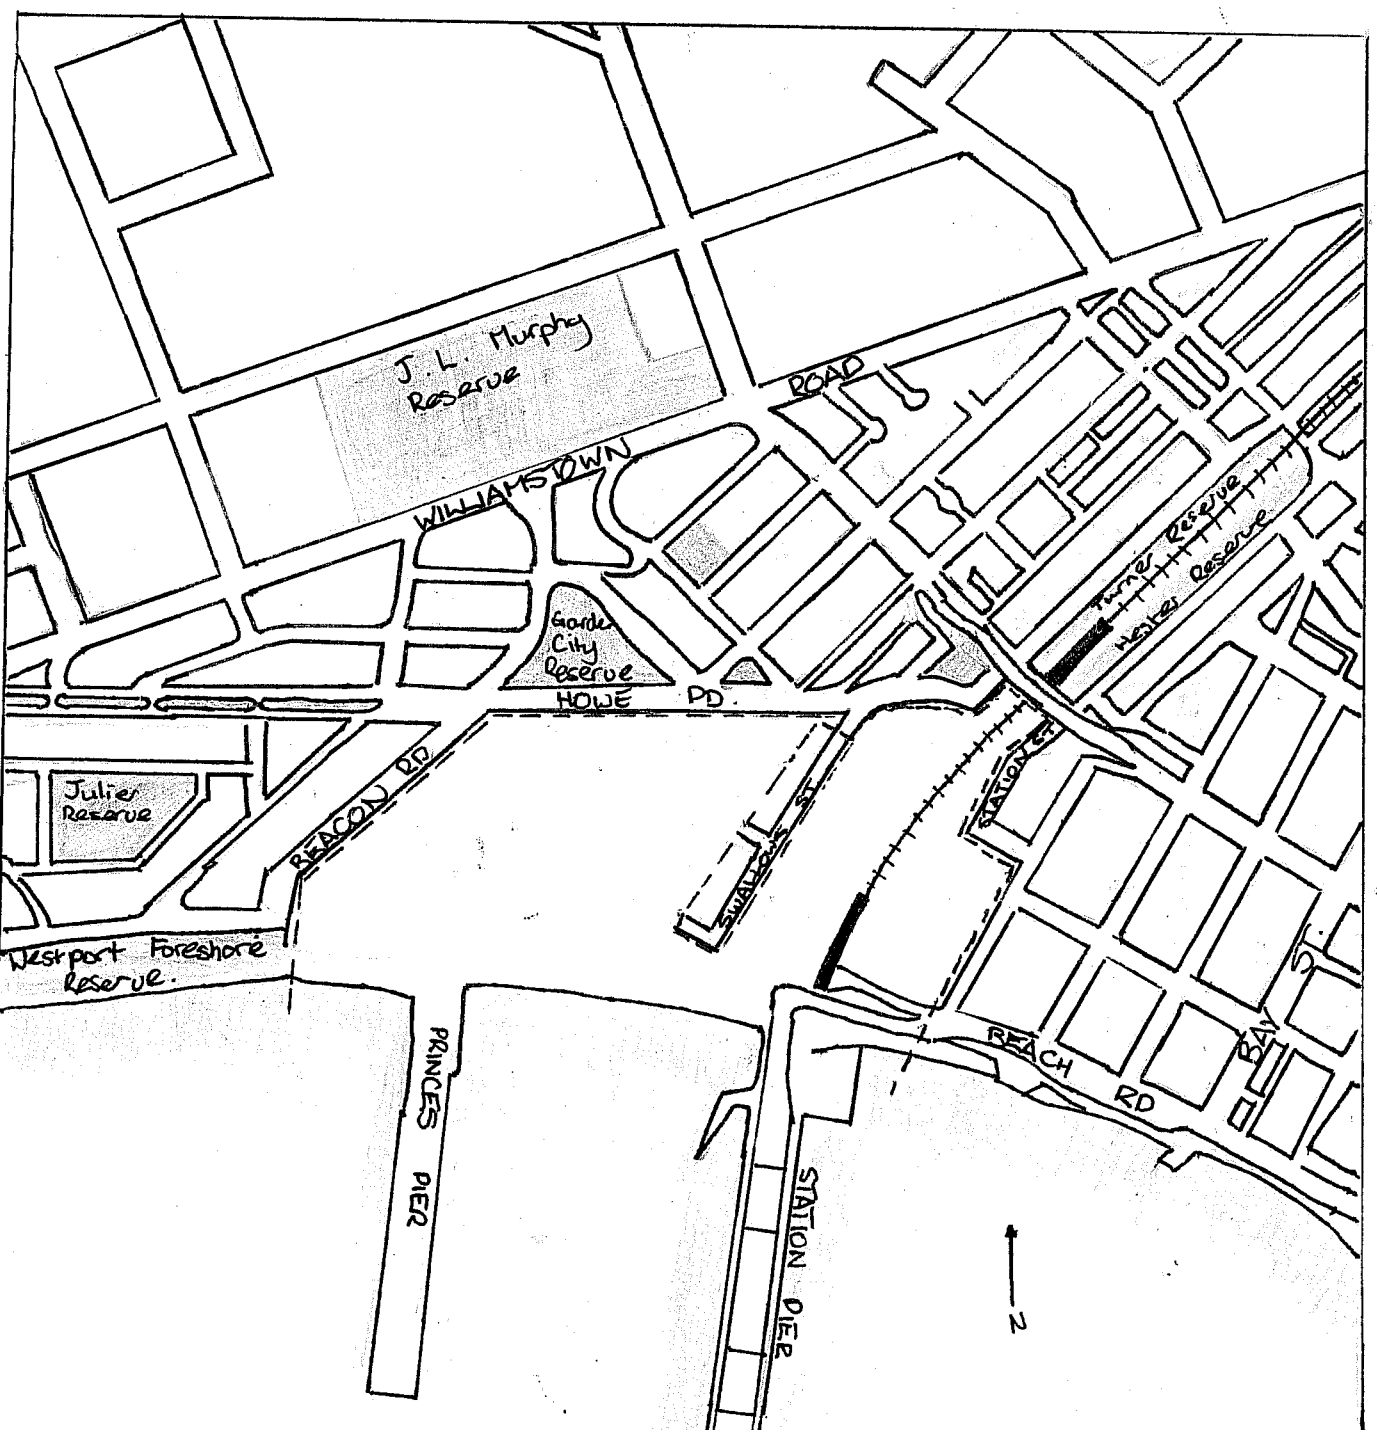 J. L. Murphy
Reserve
ROAD
WILLIAMSTOWN
Turner Reserve
Hester Reserve
Garden
City
Reserve
HOWE PD.
STATION ST
BEACON RD
Julier
Reserve
SWALLOWS ST
Westport Foreshore
Reserve.
BAY ST.
BEACH RD
PRINCES PIER
STATION PIER
N